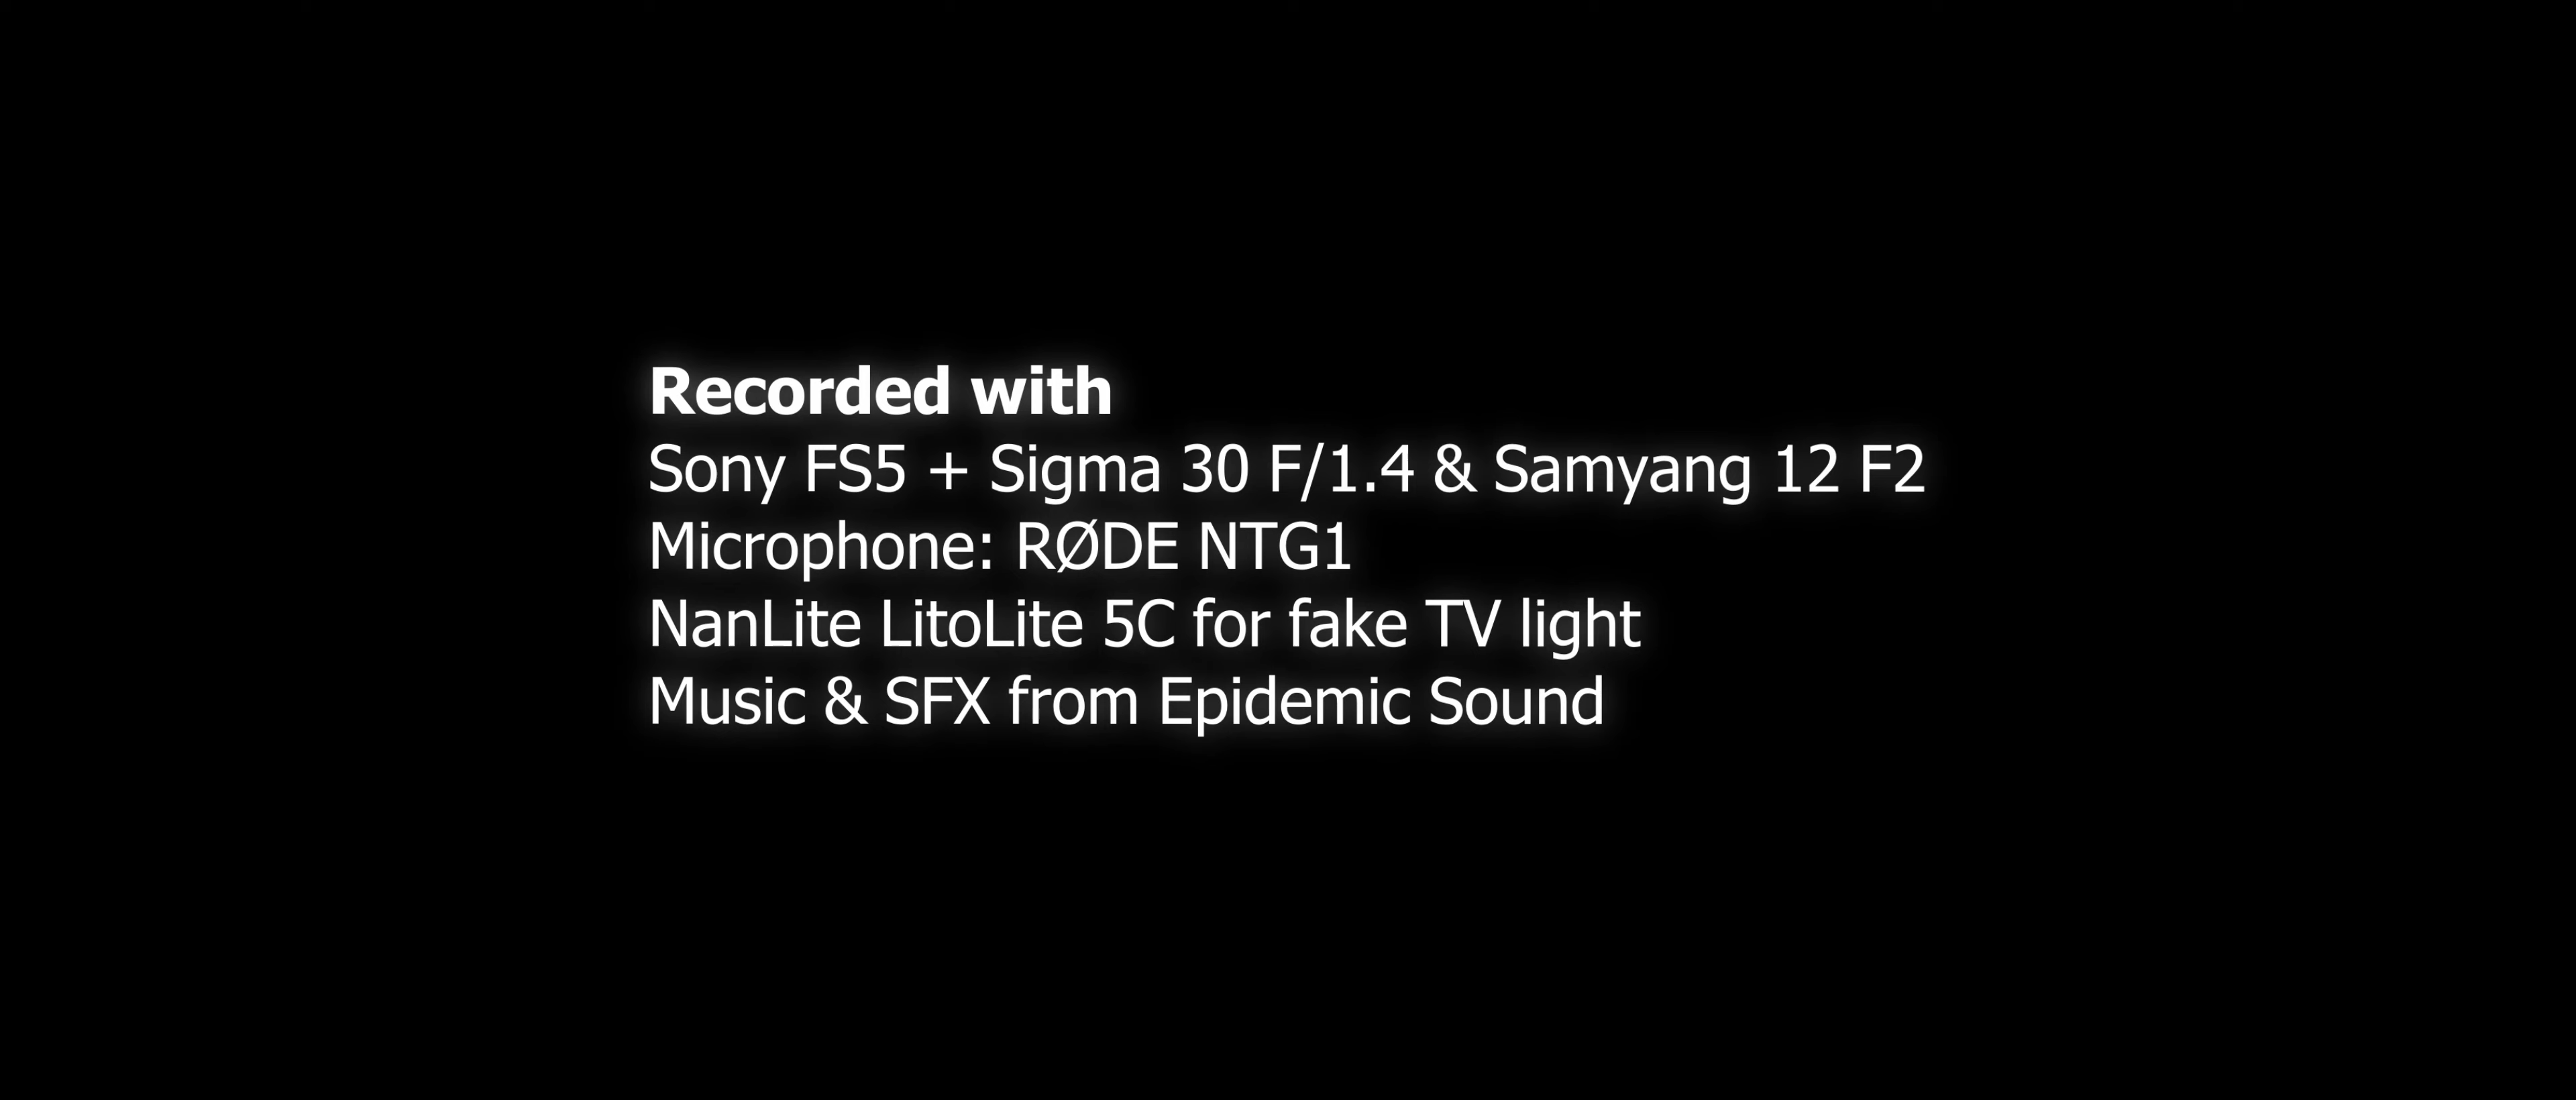 Recorded with
Sony FS5 + Sigma 30 F/1.4 & Samyang 12 F2
Microphone: RØDE NTG1
NanLite LitoLite 5C for fake TV light
Music & SFX from Epidemic Sound